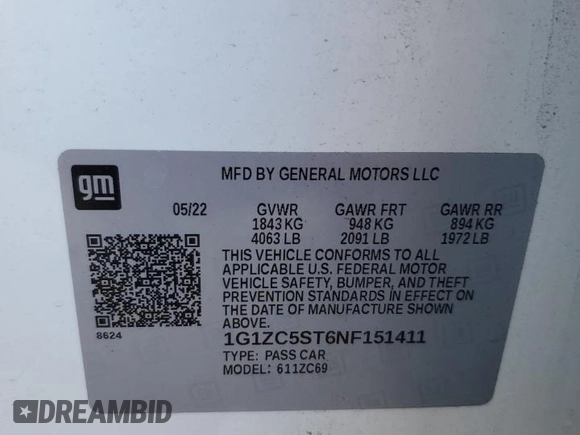 gm
MFD BY GENERAL MOTORS LLC
05/22 GVWR GAWR FRT GAWR RR
1843 KG 948 KG 894 KG
4063 LB 2091 LB 1972 LB
THIS VEHICLE CONFORMS TO ALL
APPLICABLE U.S. FEDERAL MOTOR
VEHICLE SAFETY, BUMPER, AND THEFT
PREVENTION STANDARDS IN EFFECT ON
THE DATE OF MANUFACTURE SHOWN ABOVE.
8624
1G1ZC5ST6NF151411
TYPE: PASS CAR
MODEL: 611ZC69
DREAMBID